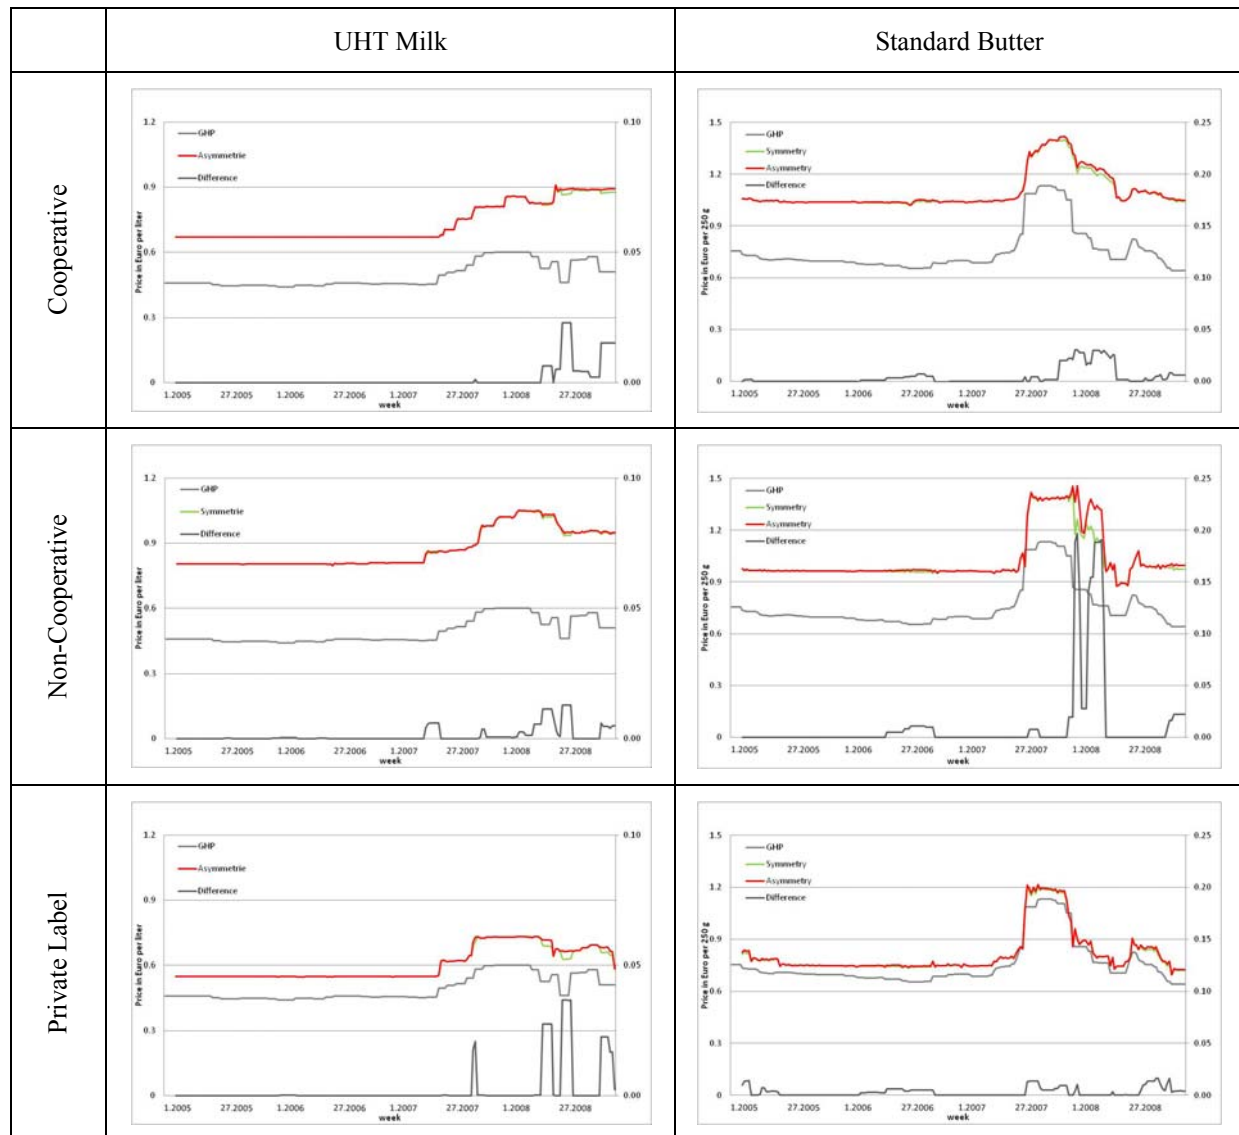 UHT Milk
Standard Butter
Cooperative
1.2
0.9
0.6
0.3
0
0.10
0.05
0.00
Price in Euro per liter
GHP
Asymmetrie
Difference
1.2005
27.2005
1.2006
27.2006
1.2007
27.2007
1.2008
27.2008
week
1.5
1.2
0.9
0.6
0.3
0
0.25
0.20
0.15
0.10
0.05
0.00
Price in Euro per 250 g
GHP
Symmetry
Asymmetry
Difference
1.2005
27.2005
1.2006
27.2006
1.2007
27.2007
1.2008
27.2008
week
Non-Cooperative
1.2
0.9
0.6
0.3
0
0.10
0.05
0.00
Price in Euro per liter
GHP
Symmetrie
Difference
1.2005
27.2005
1.2006
27.2006
1.2007
27.2007
1.2008
27.2008
week
1.5
1.2
0.9
0.6
0.3
0
0.25
0.20
0.15
0.10
0.05
0.00
Price in Euro per 250 g
GHP
Symmetry
Asymmetry
Difference
1.2005
27.2005
1.2006
27.2006
1.2007
27.2007
1.2008
27.2008
week
Private Label
1.2
0.9
0.6
0.3
0
0.10
0.05
0.00
Price in Euro per liter
GHP
Asymmetrie
Difference
1.2005
27.2005
1.2006
27.2006
1.2007
27.2007
1.2008
27.2008
week
1.5
1.2
0.9
0.6
0.3
0
0.25
0.20
0.15
0.10
0.05
0.00
Price in Euro per 250 g
GHP
Symmetry
Asymmetry
Difference
1.2005
27.2005
1.2006
27.2006
1.2007
27.2007
1.2008
27.2008
week